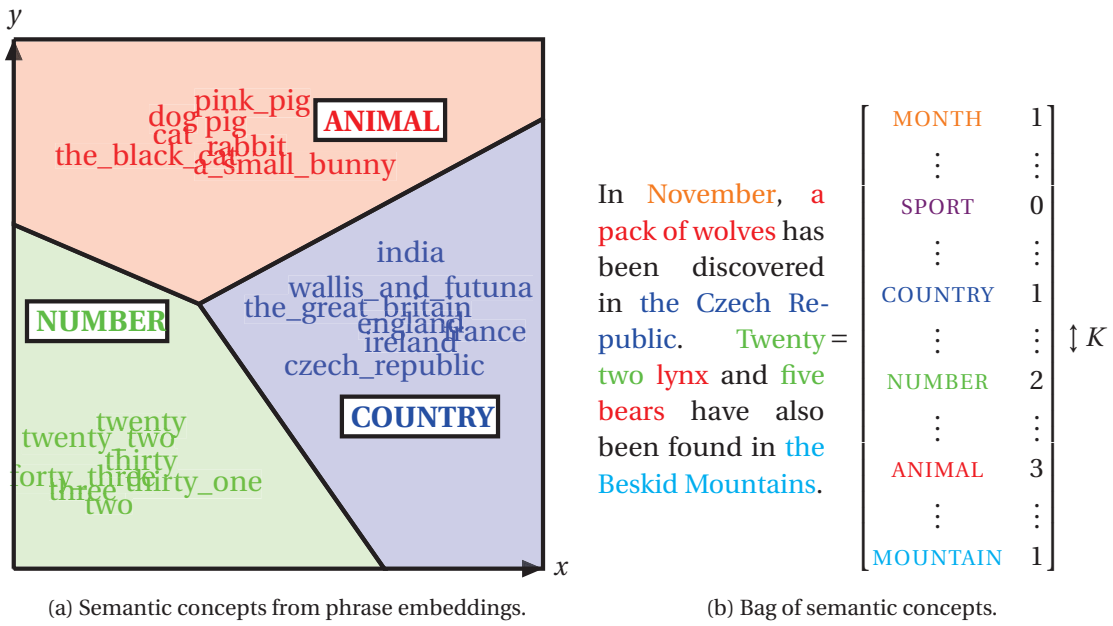 y
pink_pig
dog pig
ANIMAL
cat
rabbit
the_black_cat
a_small_bunny
india
wallis_and_futuna
the_great_britain
NUMBER
england
france
ireland
czech_republic
COUNTRY
twenty
twenty_two
thirty
forty_three
thirty_one
three
two
x
(a) Semantic concepts from phrase embeddings.
In November, a
pack of wolves has
been discovered
in the Czech Re-
public. Twenty
two lynx and five
bears have also
been found in the
Beskid Mountains.
=
MONTH 1
⋮ ⋮
SPORT 0
⋮ ⋮
COUNTRY 1
⋮ ⋮
NUMBER 2
⋮ ⋮
ANIMAL 3
⋮ ⋮
MOUNTAIN 1
↕ K
(b) Bag of semantic concepts.